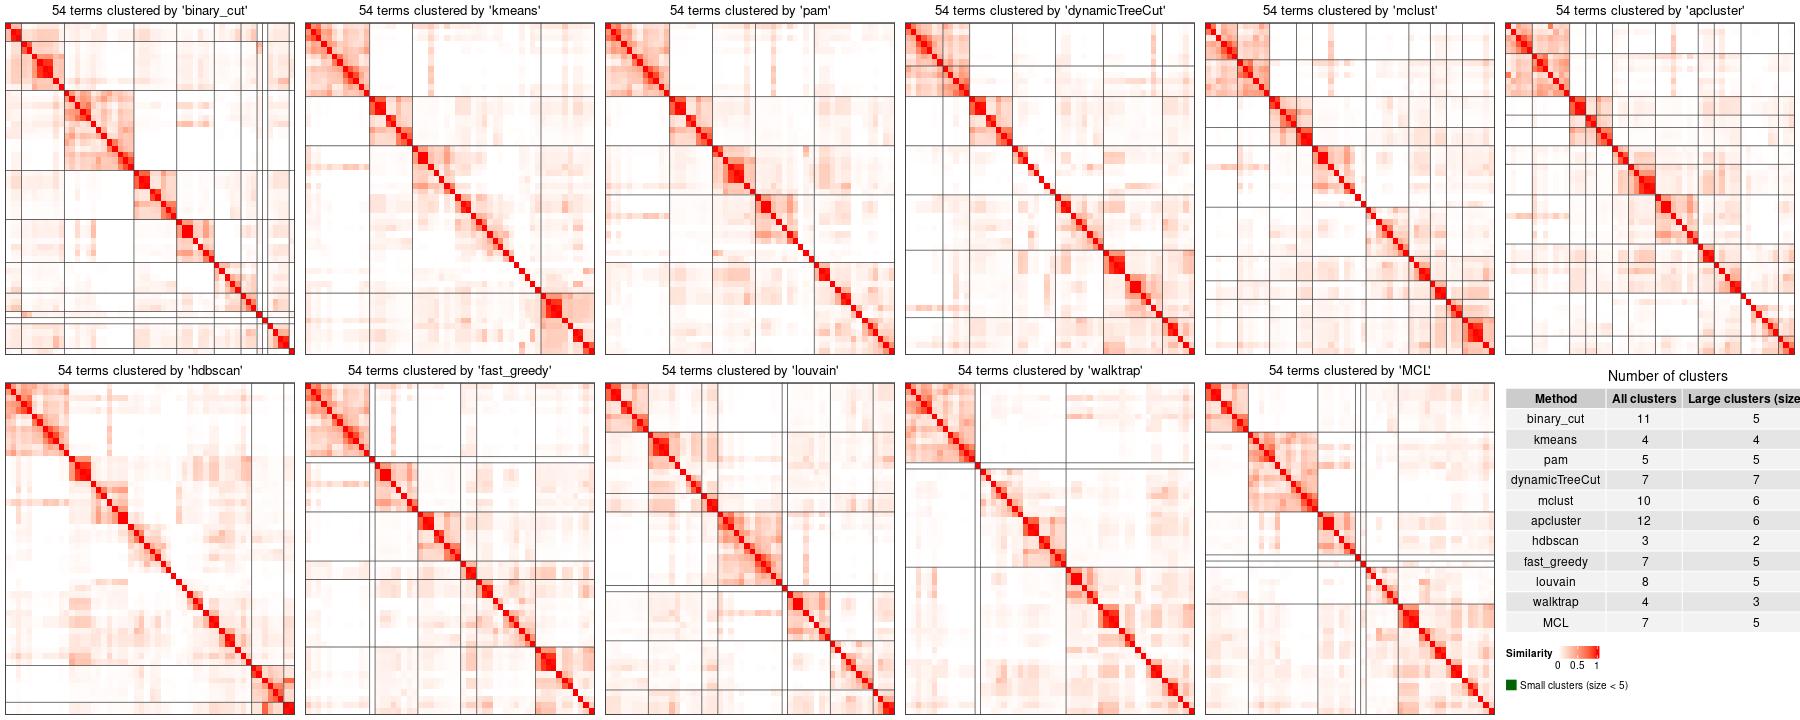 54 terms clustered by 'binary_cut'
54 terms clustered by 'kmeans'
54 terms clustered by 'pam'
54 terms clustered by 'dynamicTreeCut'
54 terms clustered by 'mclust'
54 terms clustered by 'apcluster'
54 terms clustered by 'hdbscan'
54 terms clustered by 'fast_greedy'
54 terms clustered by 'louvain'
54 terms clustered by 'walktrap'
54 terms clustered by 'MCL'
Number of clusters
Method All clusters Large clusters (size
binary_cut 11 5
kmeans 4 4
pam 5 5
dynamicTreeCut 7 7
mclust 10 6
apcluster 12 6
hdbscan 3 2
fast_greedy 7 5
louvain 8 5
walktrap 4 3
MCL 7 5
Similarity
0 0.5 1
Small clusters (size < 5)